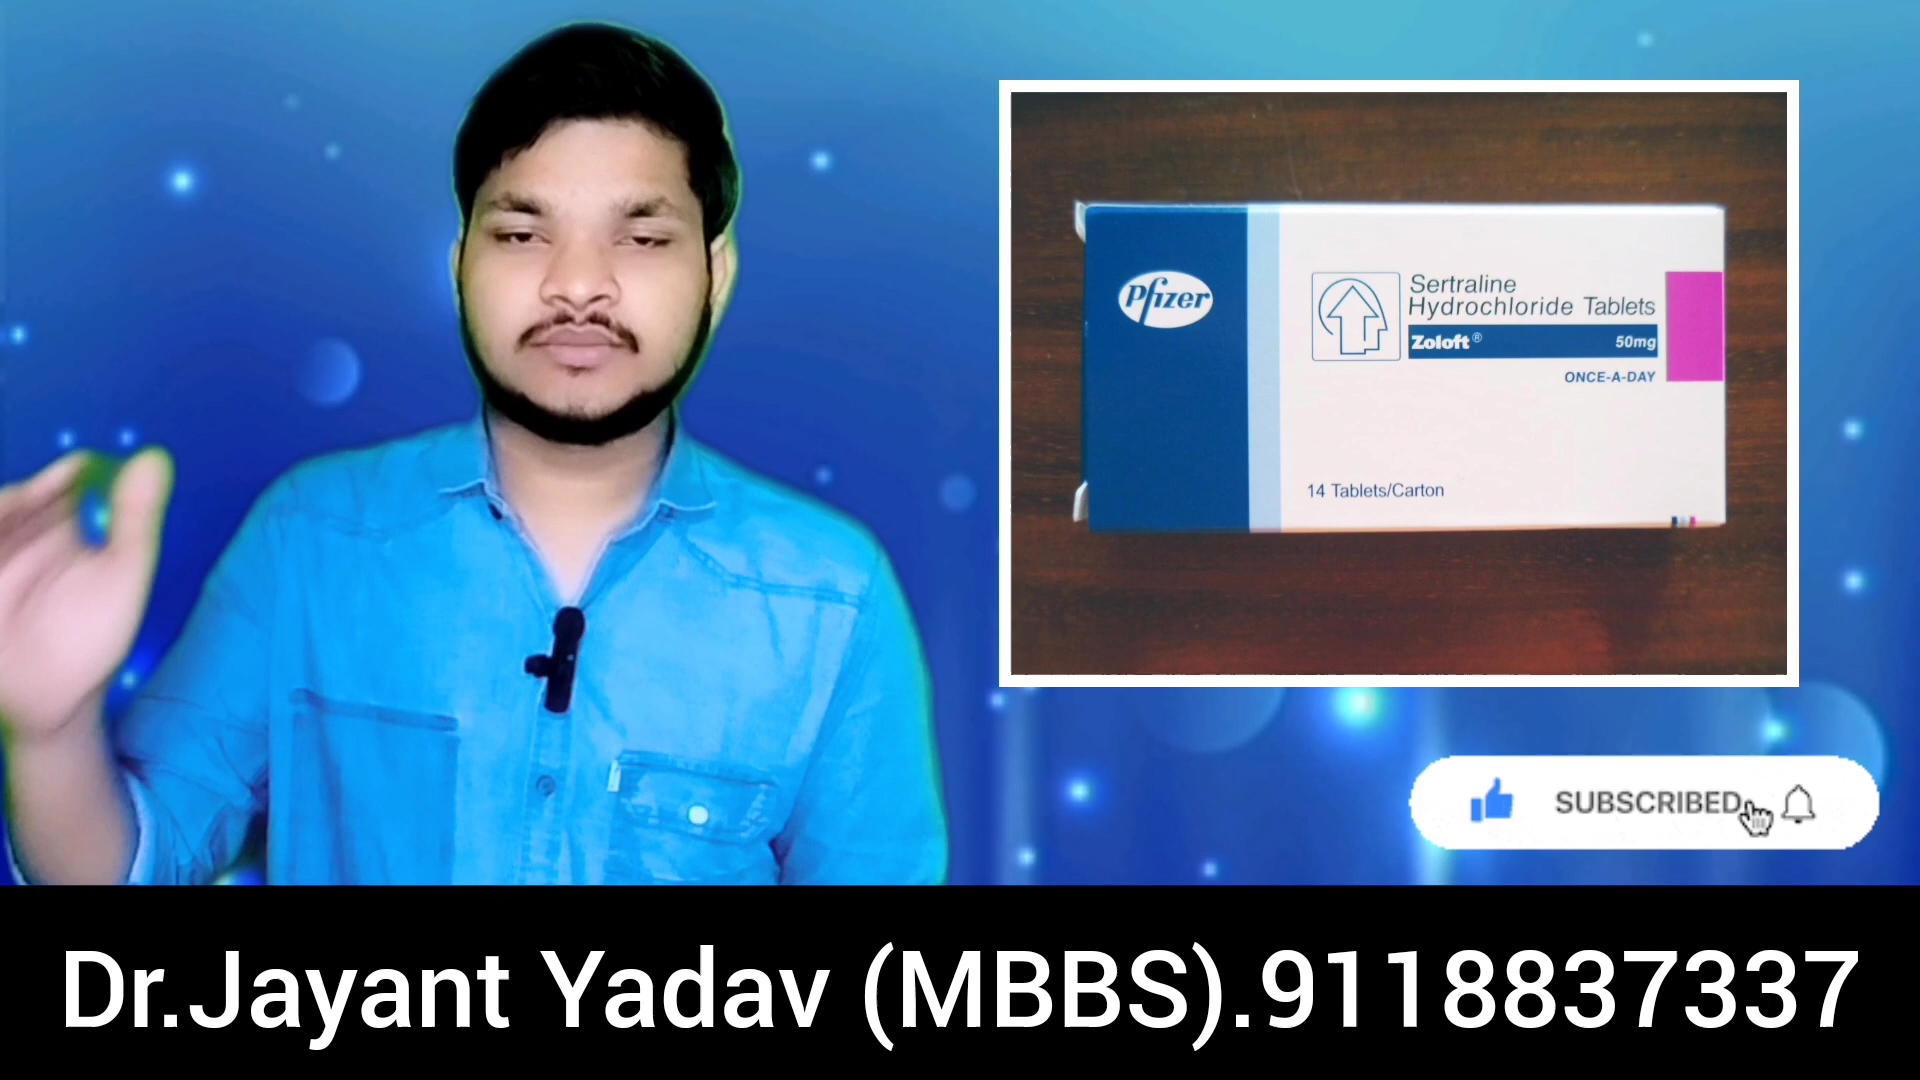 Pfizer
Sertraline
Hydrochloride Tablets
Zoloft® 50mg
ONCE-A-DAY
14 Tablets/Carton
SUBSCRIBED
Dr.Jayant Yadav (MBBS).9118837337